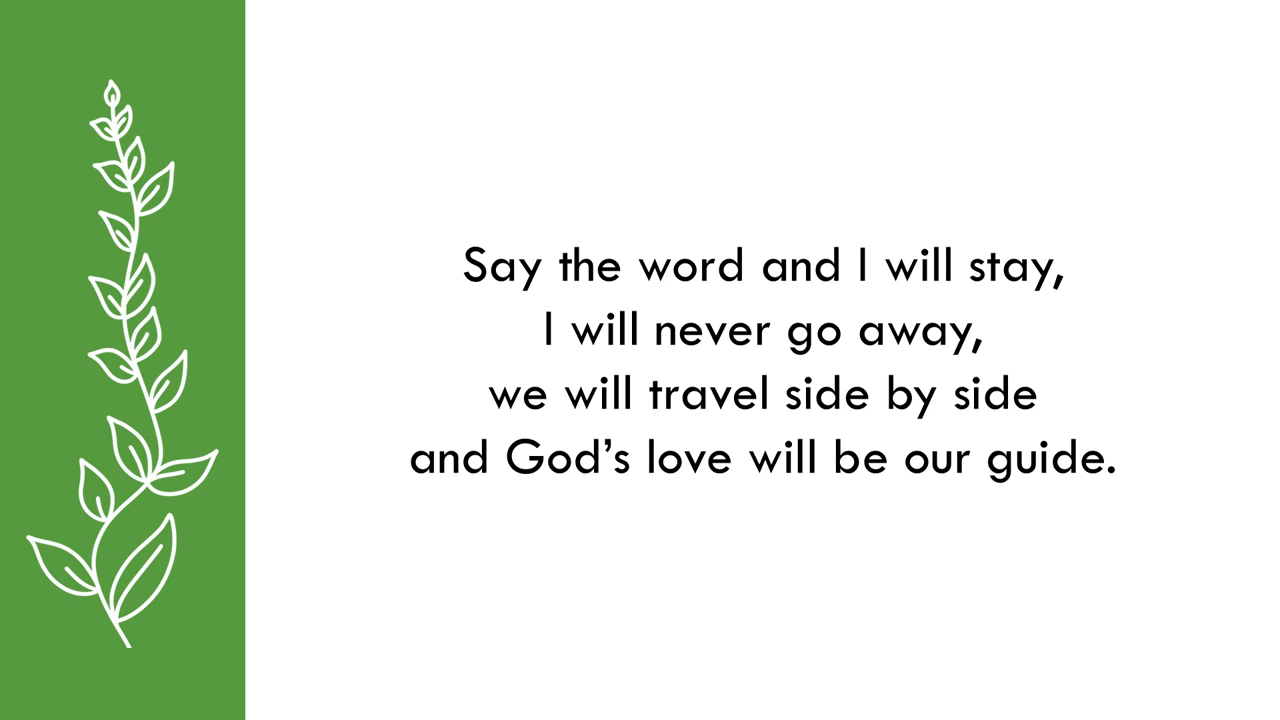 Say the word and I will stay,
I will never go away,
we will travel side by side
and God’s love will be our guide.